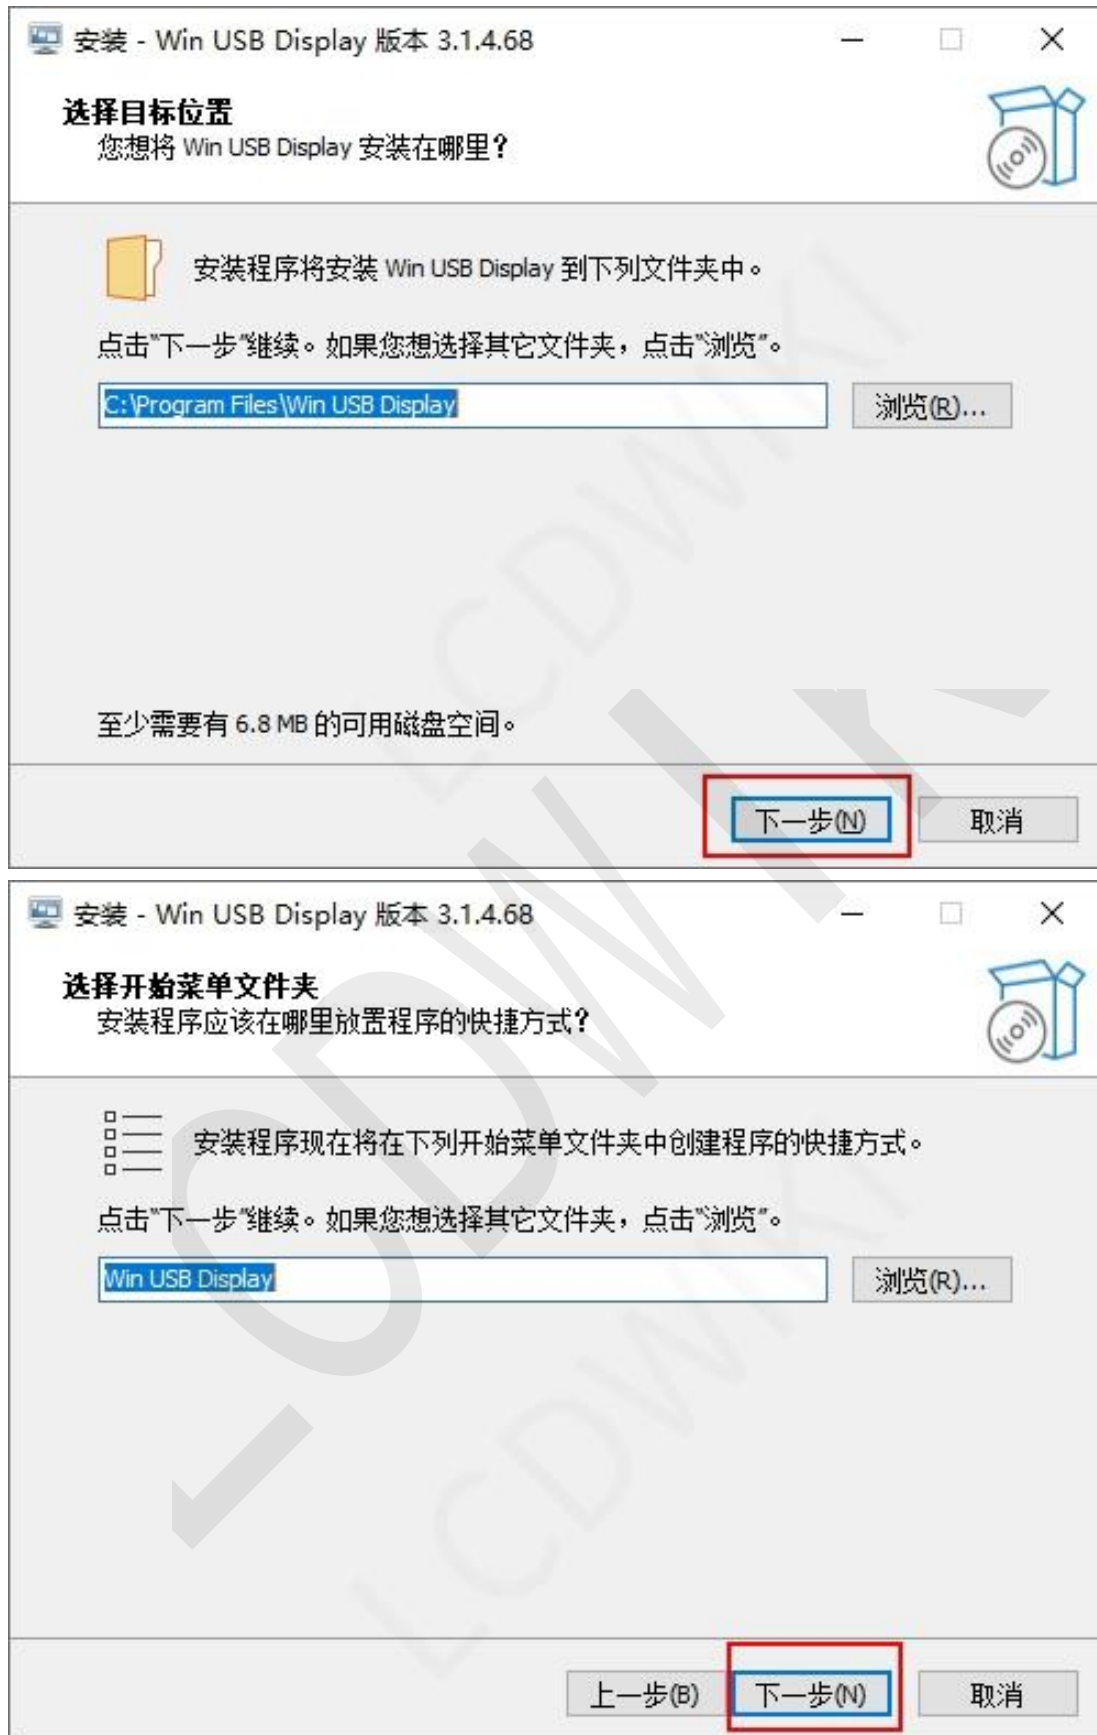 安装 - Win USB Display 版本 3.1.4.68
选择目标位置
您想将 Win USB Display 安装在哪里？
安装程序将安装 Win USB Display 到下列文件夹中。
点击"下一步"继续。如果您想选择其它文件夹，点击"浏览"。
C:\Program Files\Win USB Display
浏览(R)...
至少需要有 6.8 MB 的可用磁盘空间。
下一步(N)
取消
安装 - Win USB Display 版本 3.1.4.68
选择开始菜单文件夹
安装程序应该在哪里放置程序的快捷方式？
安装程序现在将在下列开始菜单文件夹中创建程序的快捷方式。
点击"下一步"继续。如果您想选择其它文件夹，点击"浏览"。
Win USB Display
浏览(R)...
上一步(B)
下一步(N)
取消
LCDWIKI
LCDWIKI
LCDWIKI